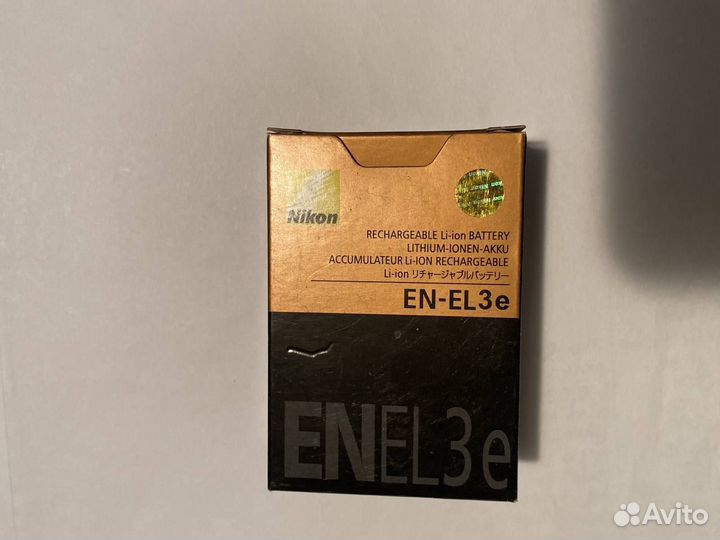 Nikon
RECHARGEABLE Li-ion BATTERY
LITHIUM-IONEN-AKKU
ACCUMULATEUR Li-ION RECHARGEABLE
Li-ion リチャージャブルバッテリー
EN-EL3e
ENEL3e
Avito